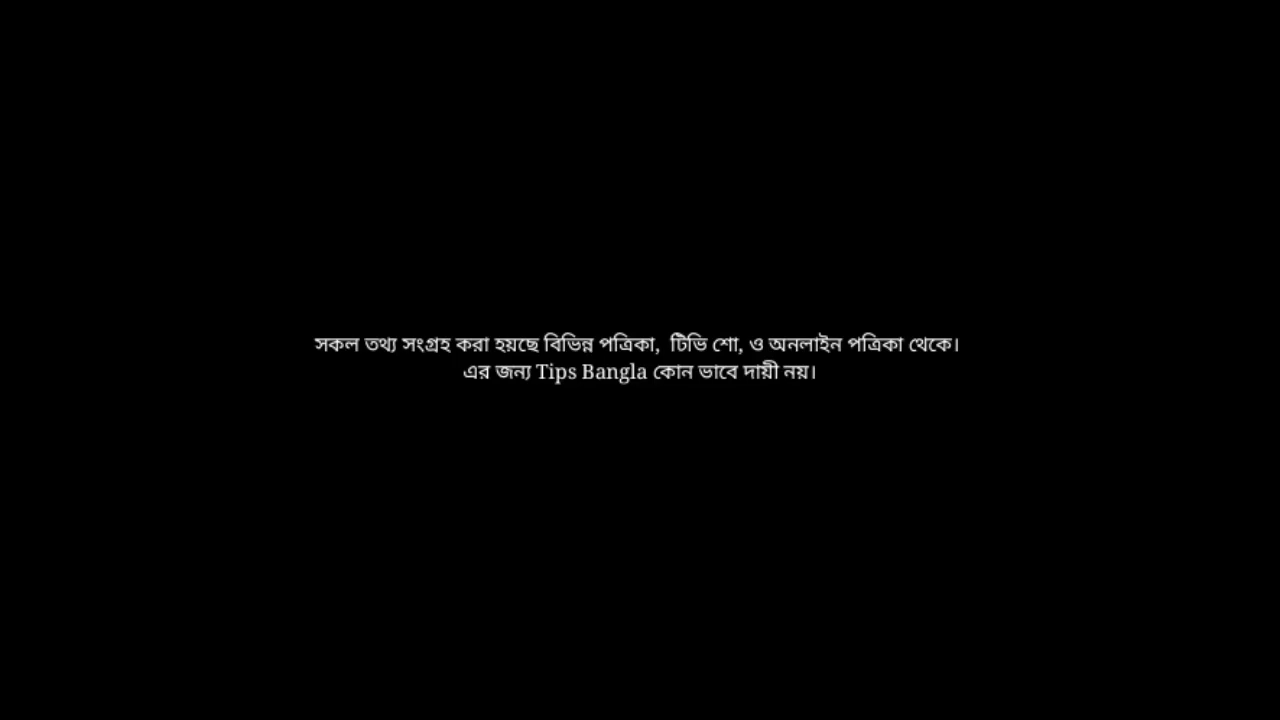 সকল তথ্য সংগ্রহ করা হয়ছে বিভিন্ন পত্রিকা,  টিভি শো, ও অনলাইন পত্রিকা থেকে।
এর জন্য Tips Bangla কোন ভাবে দায়ী নয়।